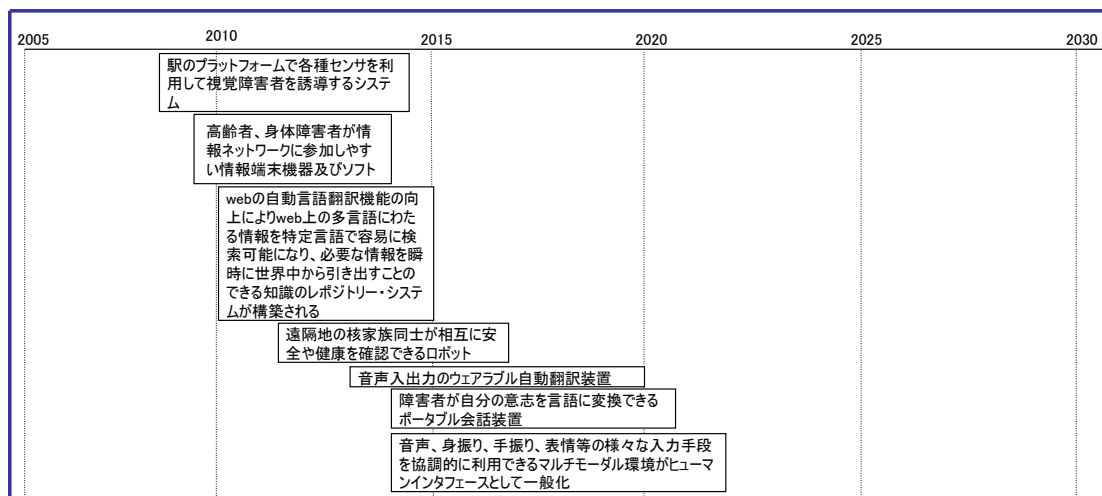 2005 2010 2015 2020 2025 2030
駅のプラットフォームで各種センサを利
用して視覚障害者を誘導するシステ
ム
高齢者、身体障害者が情
報ネットワークに参加しやす
い情報端末機器及びソフト
webの自動言語翻訳機能の向
上によりweb上の多言語にわた
る情報を特定言語で容易に検
索可能になり、必要な情報を瞬
時に世界中から引き出すことの
できる知識のレポジトリー・システ
ムが構築される
遠隔地の核家族同士が相互に安
全や健康を確認できるロボット
音声入出力のウェアラブル自動翻訳装置
障害者が自分の意志を言語に変換できる
ポータブル会話装置
音声、身振り、手振り、表情等の様々な入力手段
を協調的に利用できるマルチモーダル環境がヒューマ
ンインタフェースとして一般化